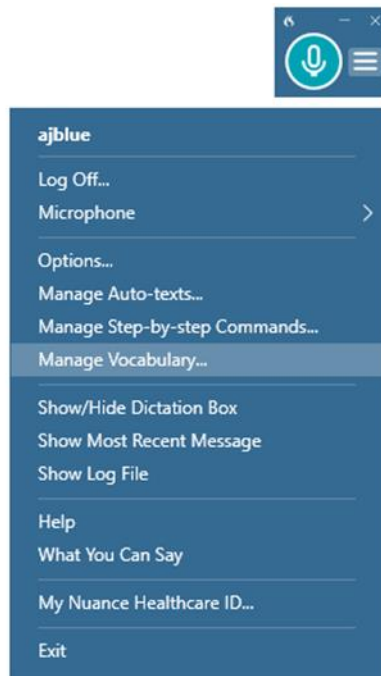 ajblue
Log Off...
Microphone
Options...
Manage Auto-texts...
Manage Step-by-step Commands...
Manage Vocabulary...
Show/Hide Dictation Box
Show Most Recent Message
Show Log File
Help
What You Can Say
My Nuance Healthcare ID...
Exit